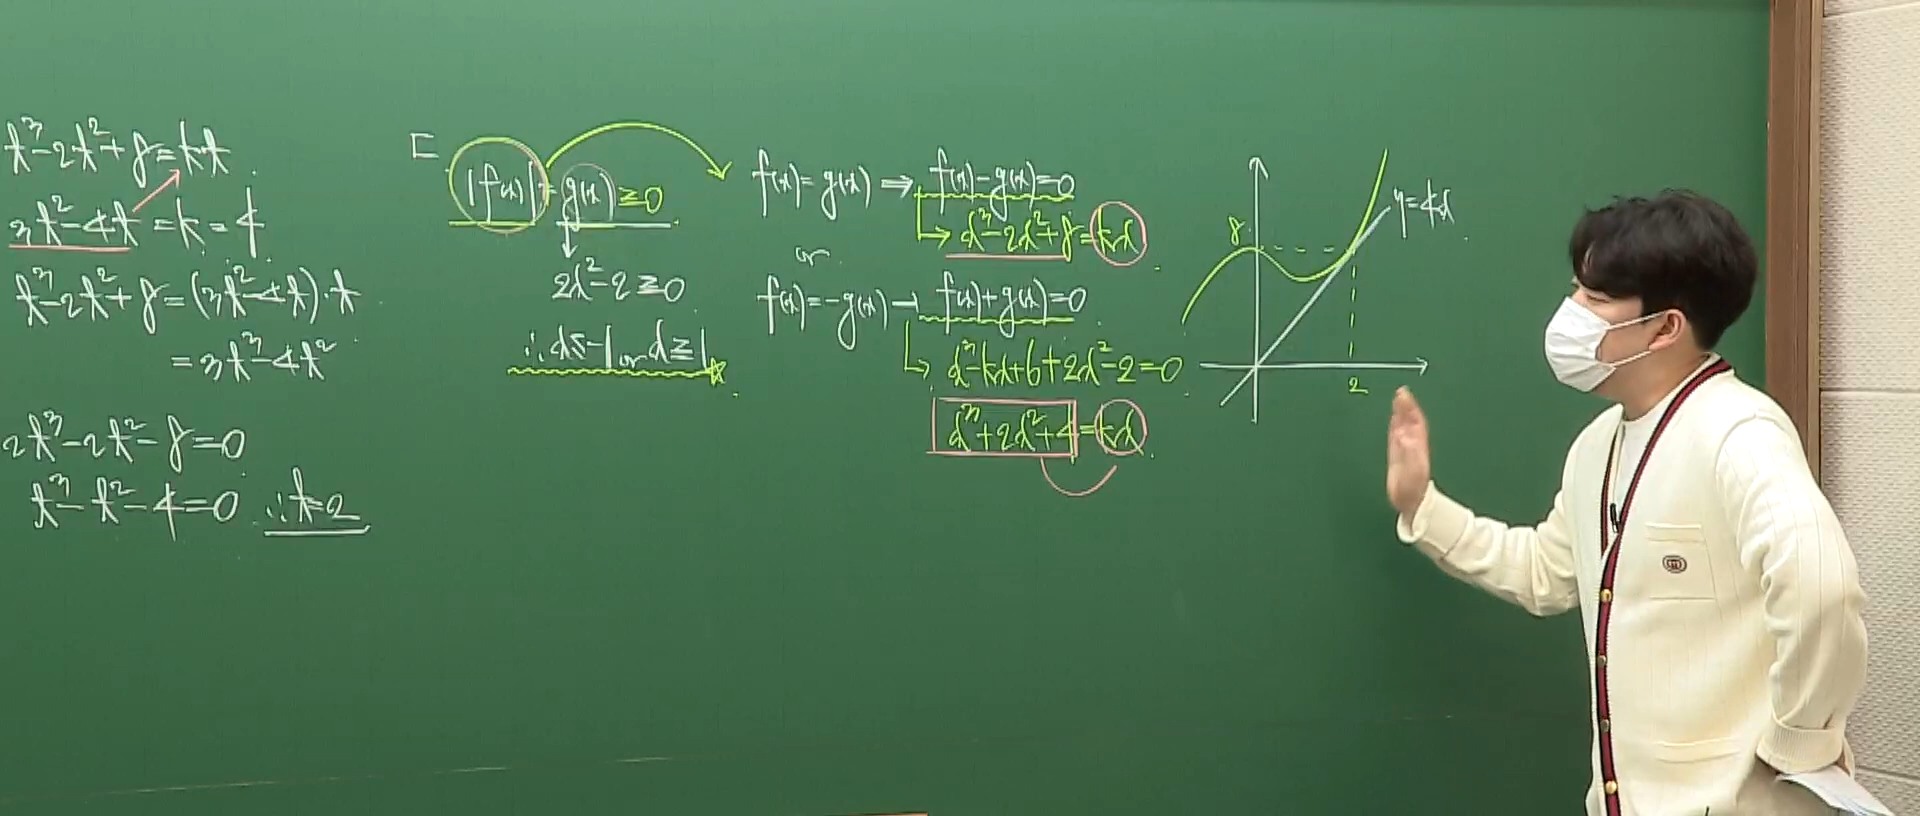 t³-2t²+8=kt
3t²-4t=k=4
t³-2t²+8=(3t²-4t)·t
=3t³-4t²
2t³-2t²-8=0
t³-t²-4=0 ∴t=2
ㄷ
|f(x)|=g(x)≥0
2x²-2≥0
∴x≤-1 or x≥1
f(x)=g(x) ⇒ f(x)-g(x)=0
↳ x³-2x²+8=kx
or
f(x)=-g(x) → f(x)+g(x)=0
↳ x³-kx+6+2x²-2=0
x³+2x²+4=kx
8
y=4x
2